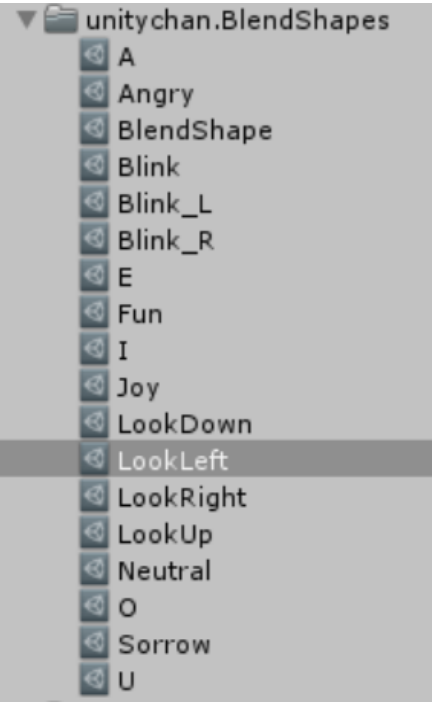 unitychan.BlendShapes
A
Angry
BlendShape
Blink
Blink_L
Blink_R
E
Fun
I
Joy
LookDown
LookLeft
LookRight
LookUp
Neutral
O
Sorrow
U